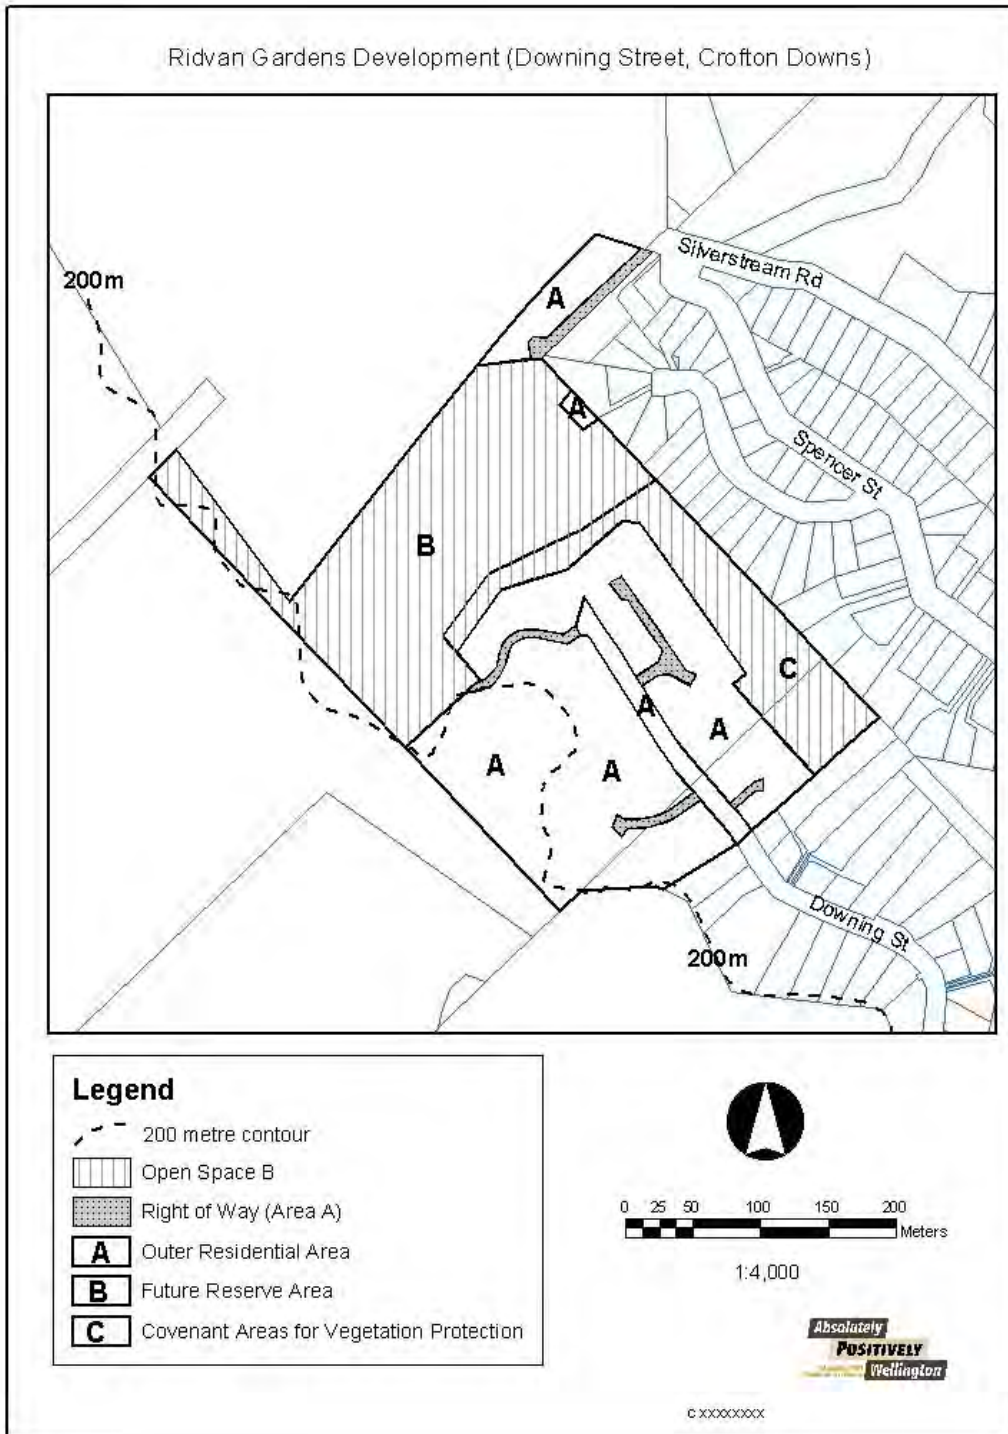 Ridvan Gardens Development (Downing Street, Crofton Downs)
Silverstream Rd
200m
A
A
Spencer St
B
C
A
A
A
A
Downing St
200m
Legend
200 metre contour
Open Space B
Right of Way (Area A)
A Outer Residential Area
B Future Reserve Area
C Covenant Areas for Vegetation Protection
0 25 50 100 150 200
Meters
1:4,000
Absolutely
POSITIVELY
Wellington
C XXXXXXXX